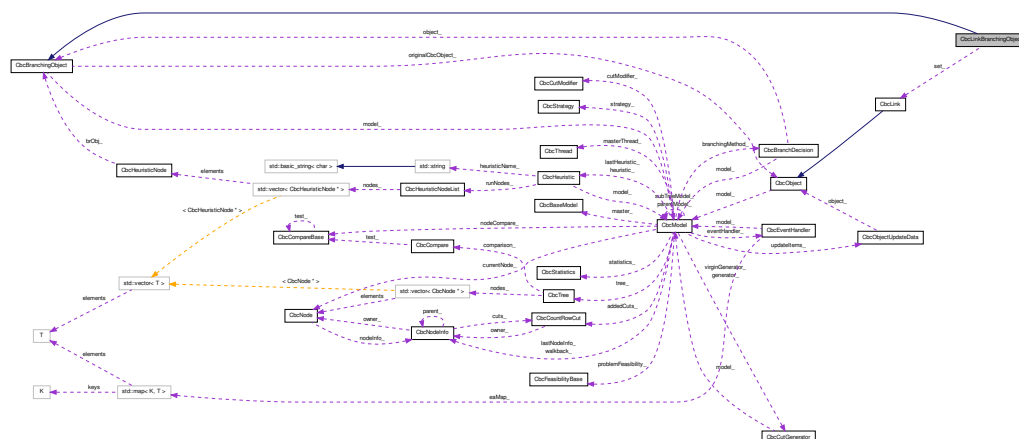 object_
CbcLinkBranchingObject
originalCbcObject_
set_
CbcBranchingObject
cutModifier_
CbcCutModifier
CbcLink
strategy_
CbcStrategy
model_
masterThread_
branchingMethod_
CbcThread
CbcBranchDecision
brObj_
lastHeuristic_
std::basic_string< char >
std::string
heuristicName_
heuristic_
model_
elements
CbcHeuristicNode
CbcHeuristic
CbcObject
nodes_
runNodes_
std::vector< CbcHeuristicNode * >
CbcHeuristicNodeList
model_
subTreeModel_
model_
parentModel_
object_
< CbcHeuristicNode * >
CbcBaseModel
master_
test_
nodeCompare_
CbcModel
model_
CbcEventHandler
eventHandler_
CbcCompareBase
test_
CbcCompare
comparison_
updateItems_
CbcObjectUpdateData
currentNode_
statistics_
CbcStatistics
virginGenerator_
generator_
std::vector< T >
< CbcNode * >
nodes_
tree_
std::vector< CbcNode * >
CbcTree
elements
elements
parent_
addedCuts_
CbcNode
owner_
cuts_
CbcCountRowCut
CbcNodeInfo
owner_
T
nodeInfo_
lastNodeInfo_
walkback_
elements
problemFeasibility_
model_
CbcFeasibilityBase
K
keys
std::map< K, T >
eaMap_
CbcCutGenerator